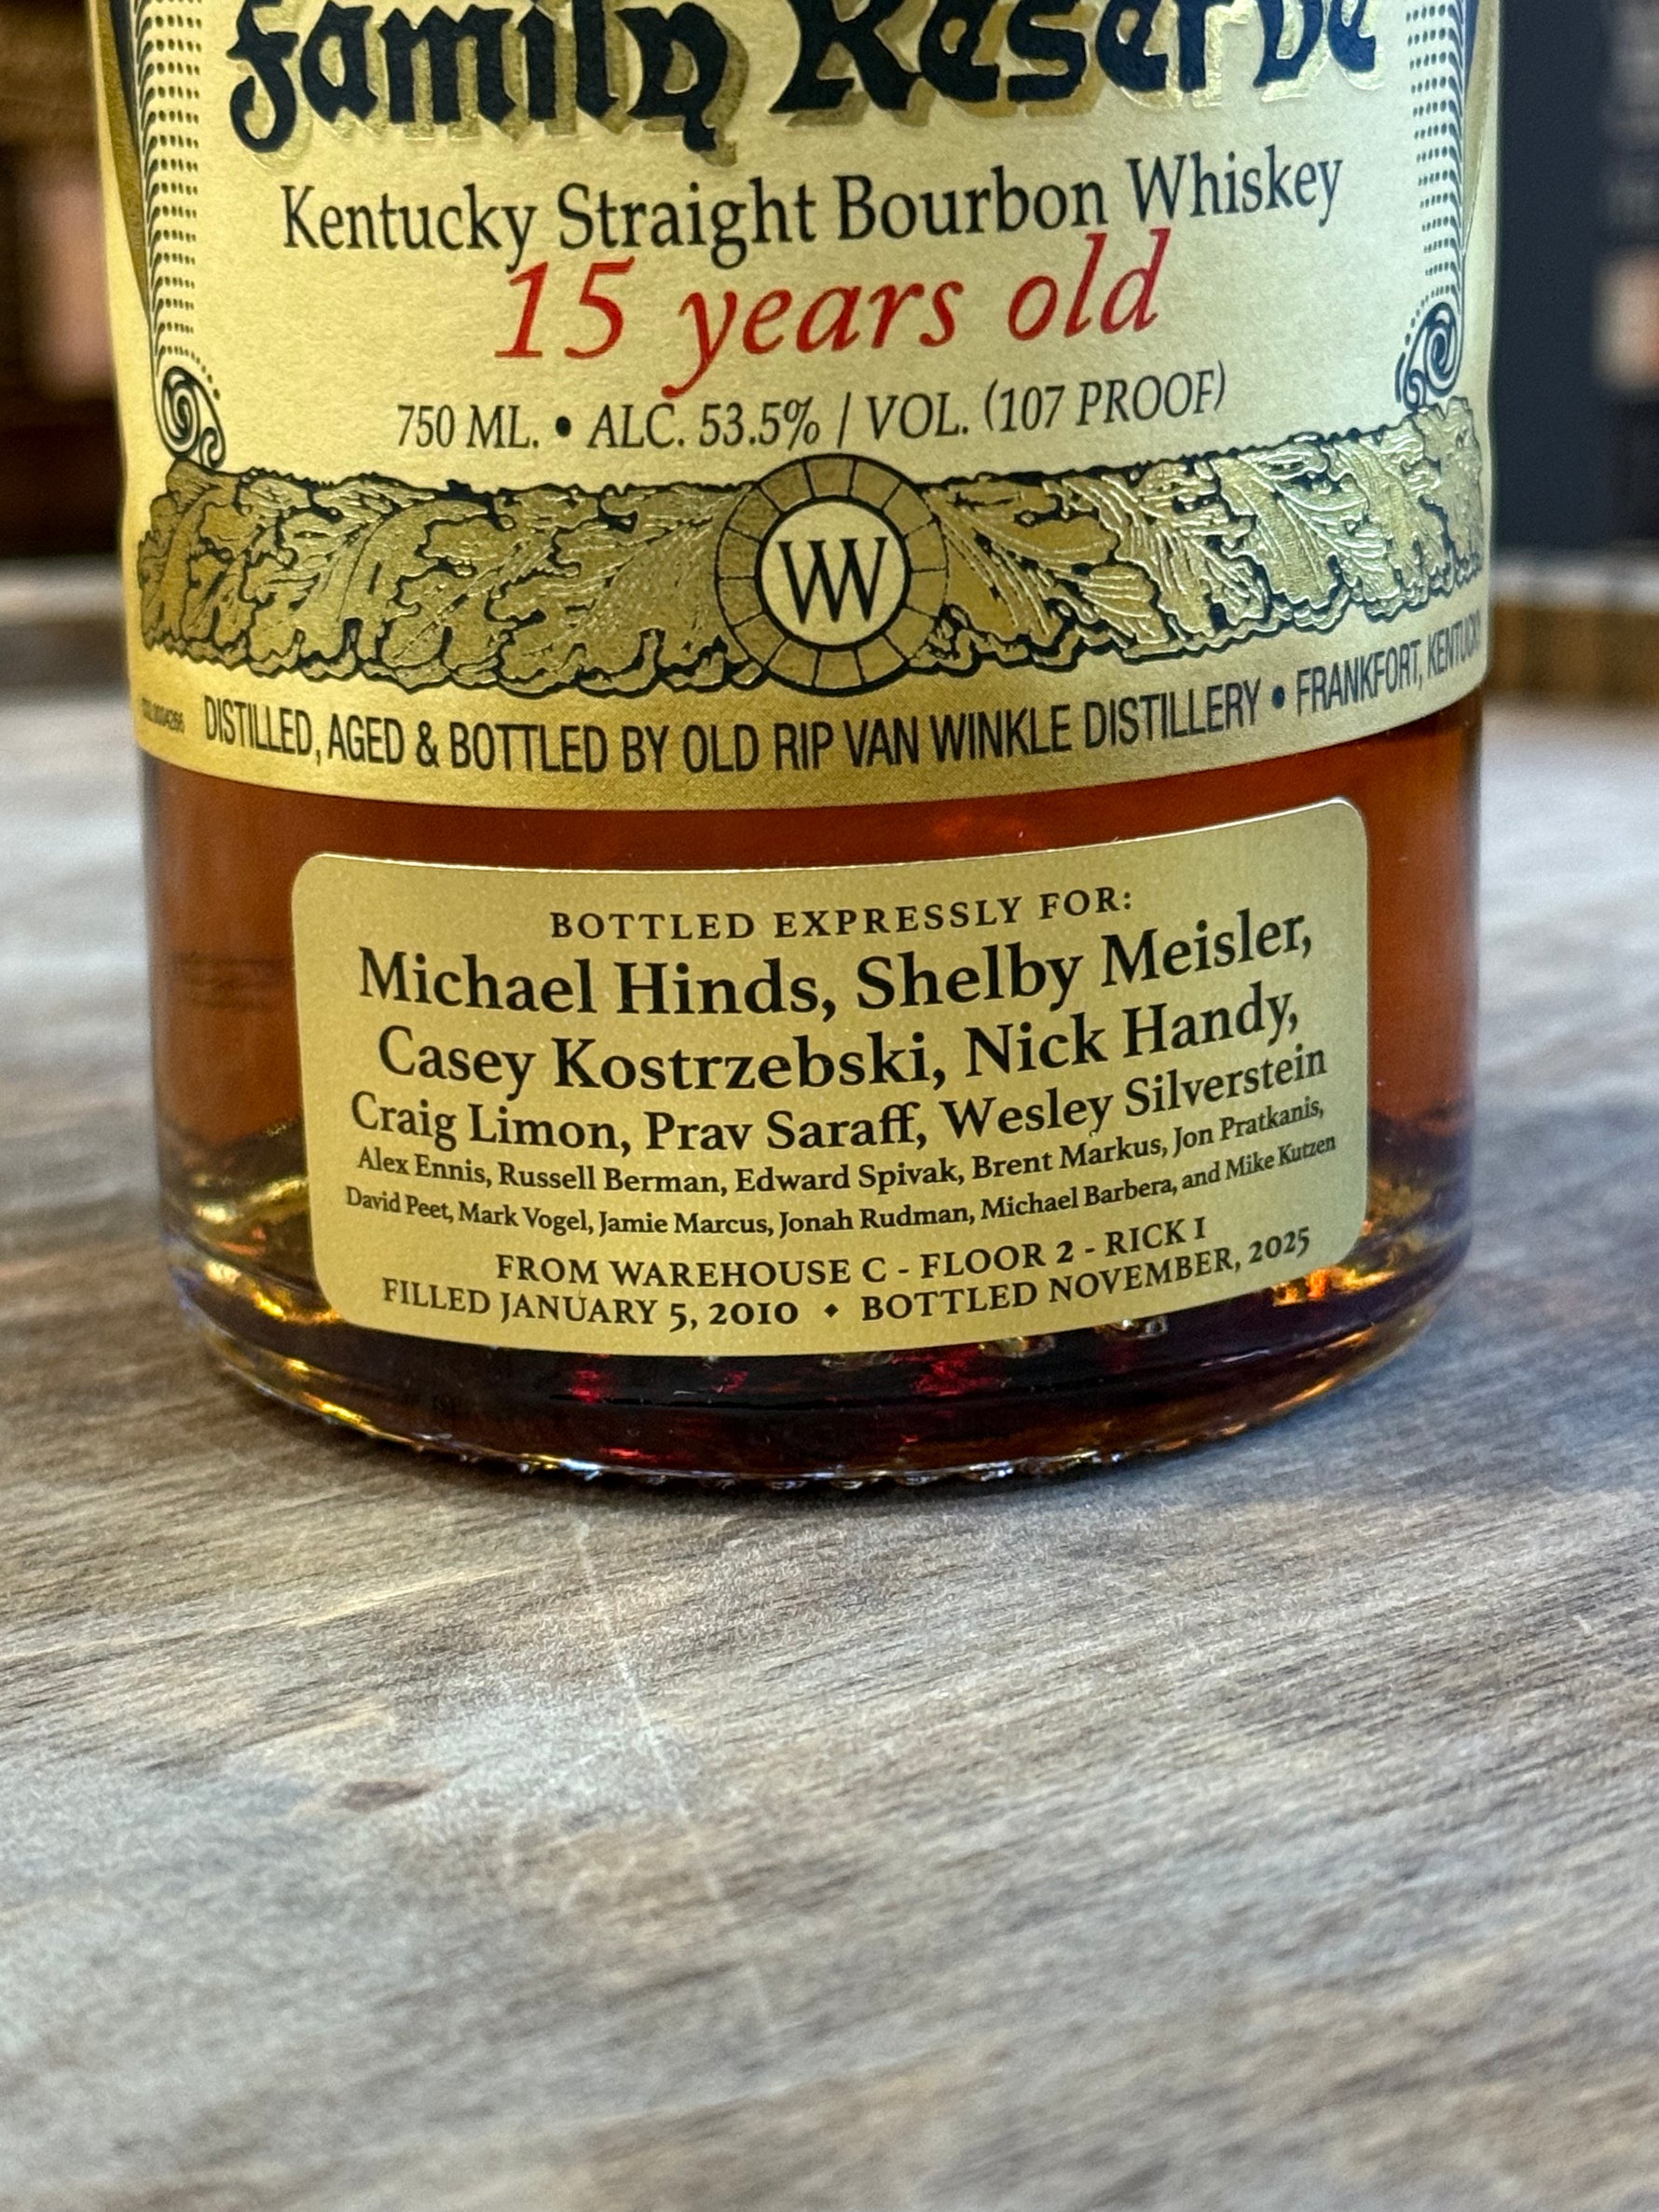 Family Reserve
Kentucky Straight Bourbon Whiskey
15 years old
750 ML. • ALC. 53.5% / VOL. (107 PROOF)
VVW
DISTILLED, AGED & BOTTLED BY OLD RIP VAN WINKLE DISTILLERY • FRANKFORT, KENTUCKY
BOTTLED EXPRESSLY FOR:
Michael Hinds, Shelby Meisler,
Casey Kostrzebski, Nick Handy,
Craig Limon, Prav Saraff, Wesley Silverstein
Alex Ennis, Russell Berman, Edward Spivak, Brent Markus, Jon Pratkanis,
David Peet, Mark Vogel, Jamie Marcus, Jonah Rudman, Michael Barbera, and Mike Kutzen
FROM WAREHOUSE C - FLOOR 2 - RICK I
FILLED JANUARY 5, 2010 ◆ BOTTLED NOVEMBER, 2025